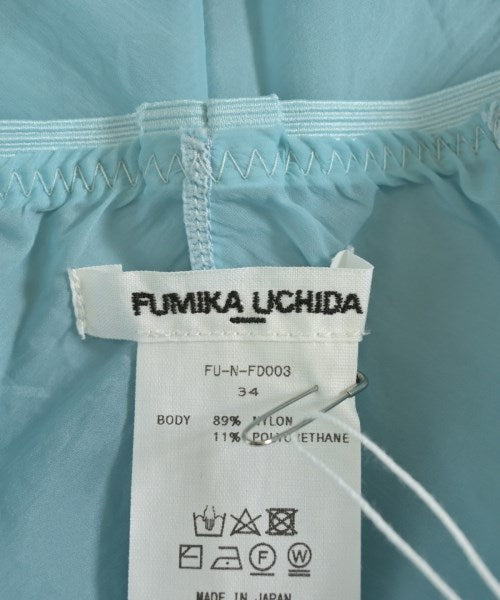 FUMIKA UCHIDA
FU-N-FD003
34
BODY 89% NYLON
11% POLYURETHANE
F W
MADE IN JAPAN